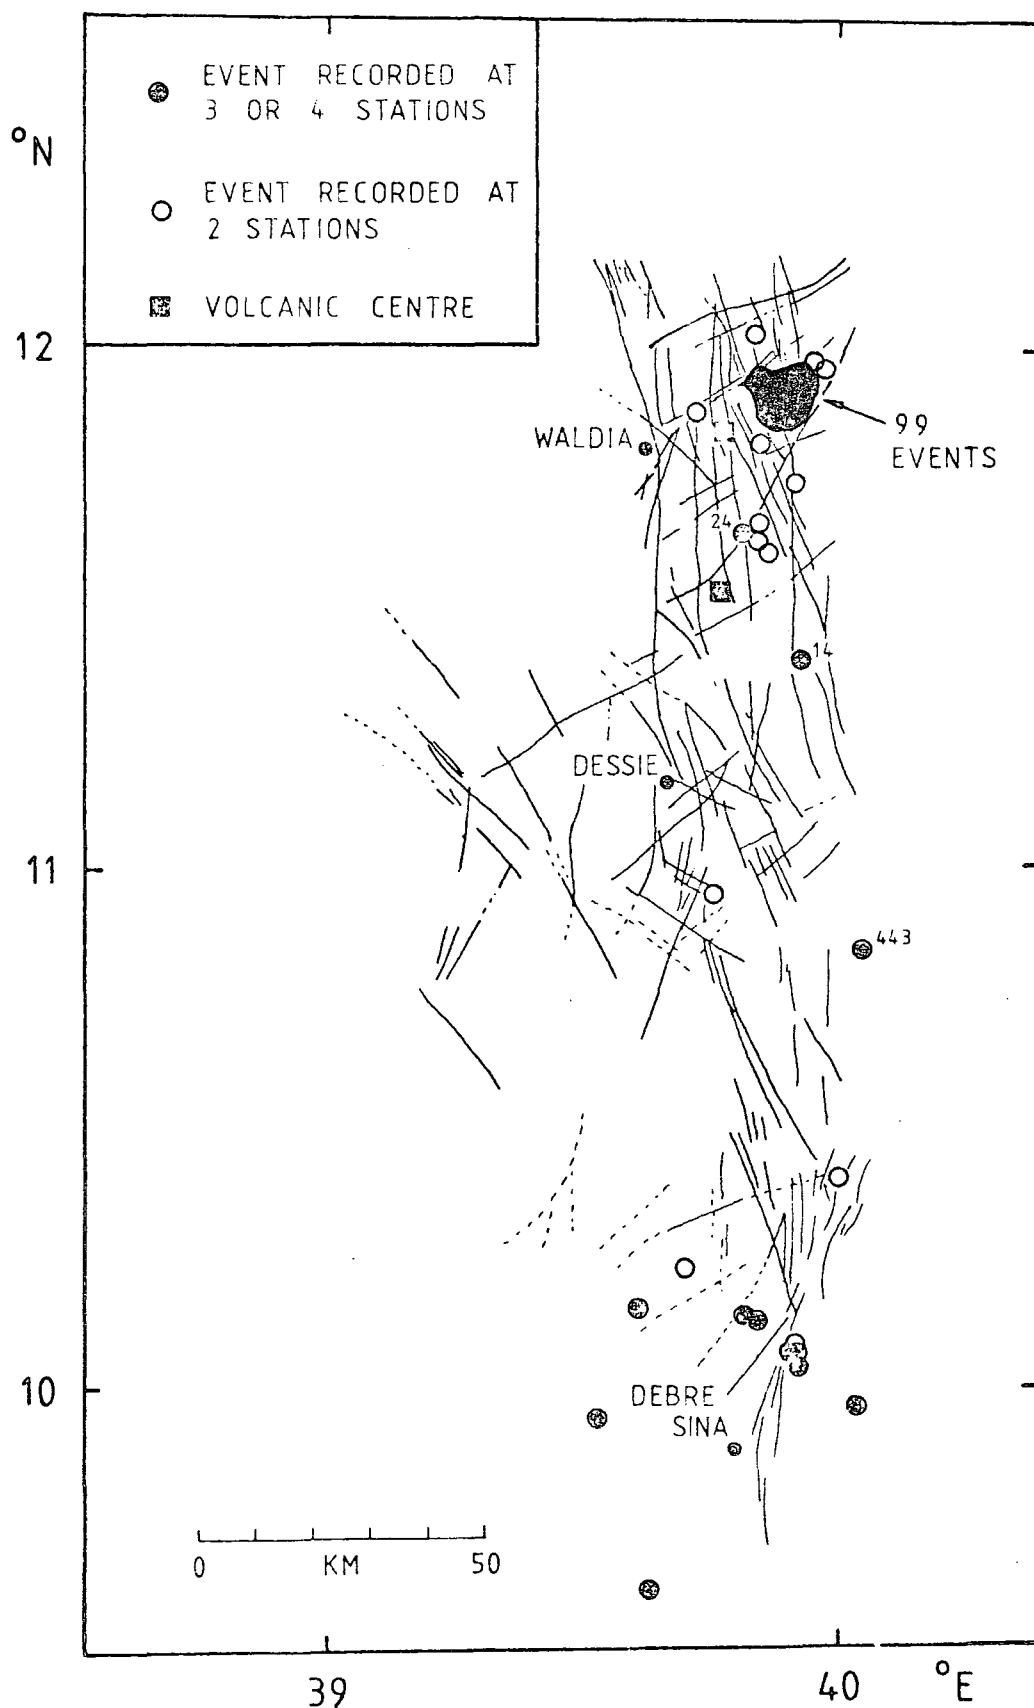 EVENT RECORDED AT
3 OR 4 STATIONS
°N
EVENT RECORDED AT
2 STATIONS
VOLCANIC CENTRE
12
WALDIA
99
EVENTS
24
14
DESSIE
11
443
10
DEBRE
SINA
0 KM 50
39
40
°E